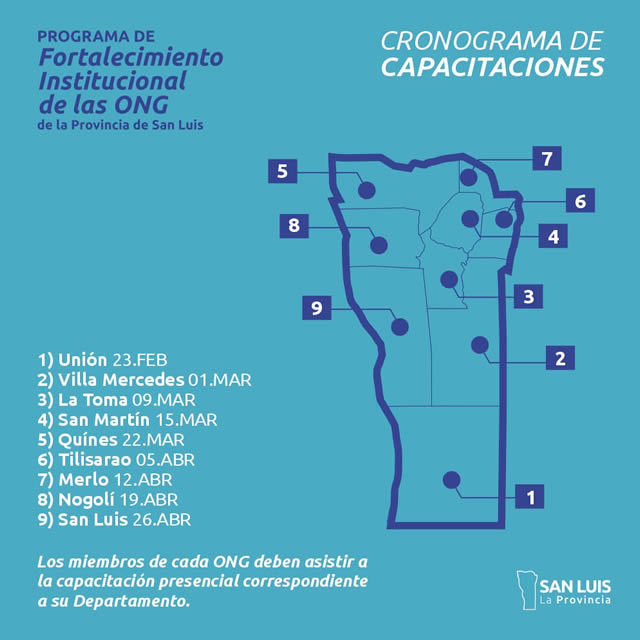 PROGRAMA DE
Fortalecimiento
Institucional
de las ONG
de la Provincia de San Luis
CRONOGRAMA DE
CAPACITACIONES
7
5
6
8
4
3
9
2
1
1) Unión 23.FEB
2) Villa Mercedes 01.MAR
3) La Toma 09.MAR
4) San Martín 15.MAR
5) Quínes 22.MAR
6) Tilisarao 05.ABR
7) Merlo 12.ABR
8) Nogolí 19.ABR
9) San Luis 26.ABR
Los miembros de cada ONG deben asistir a
la capacitación presencial correspondiente
a su Departamento.
SAN LUIS
La Provincia